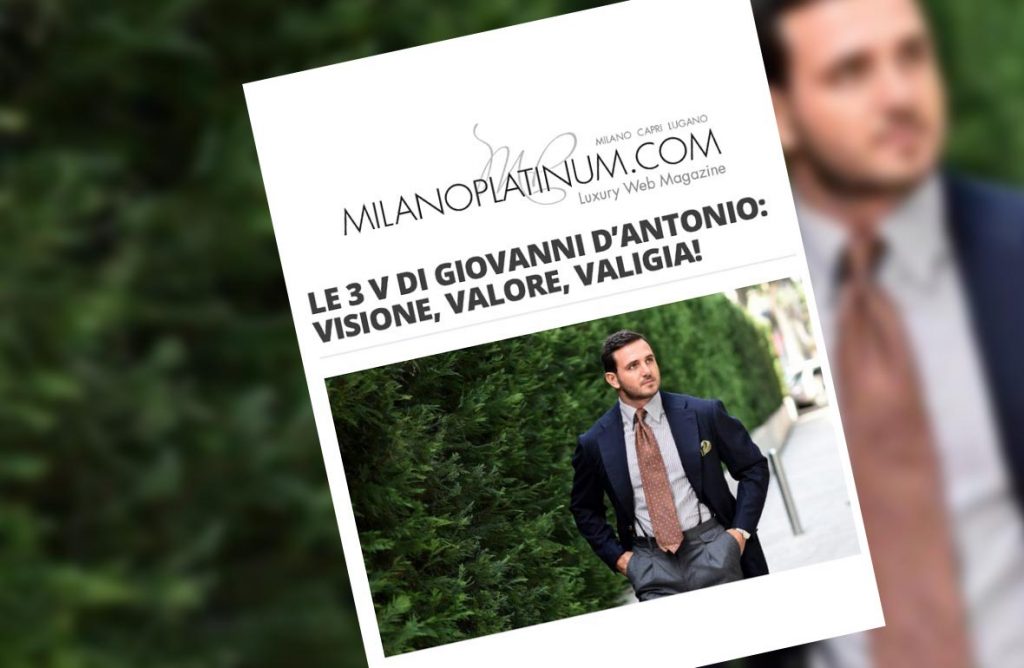 MILANO CAPRI LUGANO
MILANOPLATINUM.COM
Luxury Web Magazine
LE 3 V DI GIOVANNI D’ANTONIO:
VISIONE, VALORE, VALIGIA!